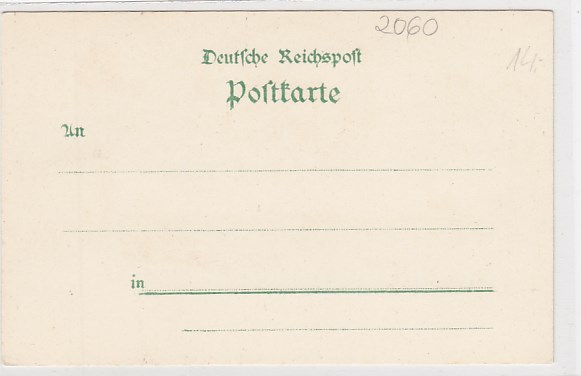 2060
Deutſche Reichspoſt
14.-
Poſtkarte
An
in